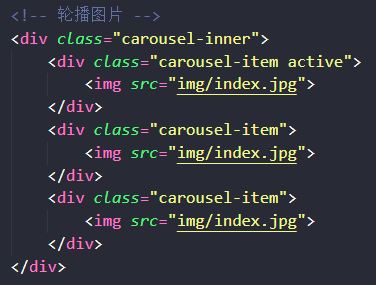 <!-- 轮播图片 -->
<div class="carousel-inner">
    <div class="carousel-item active">
        <img src="img/index.jpg">
    </div>
    <div class="carousel-item">
        <img src="img/index.jpg">
    </div>
    <div class="carousel-item">
        <img src="img/index.jpg">
    </div>
</div>